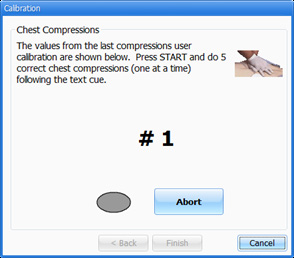 Calibration
Chest Compressions
The values from the last compressions user
calibration are shown below. Press START and do 5
correct chest compressions (one at a time)
following the text cue.
# 1
Abort
< Back Finish Cancel